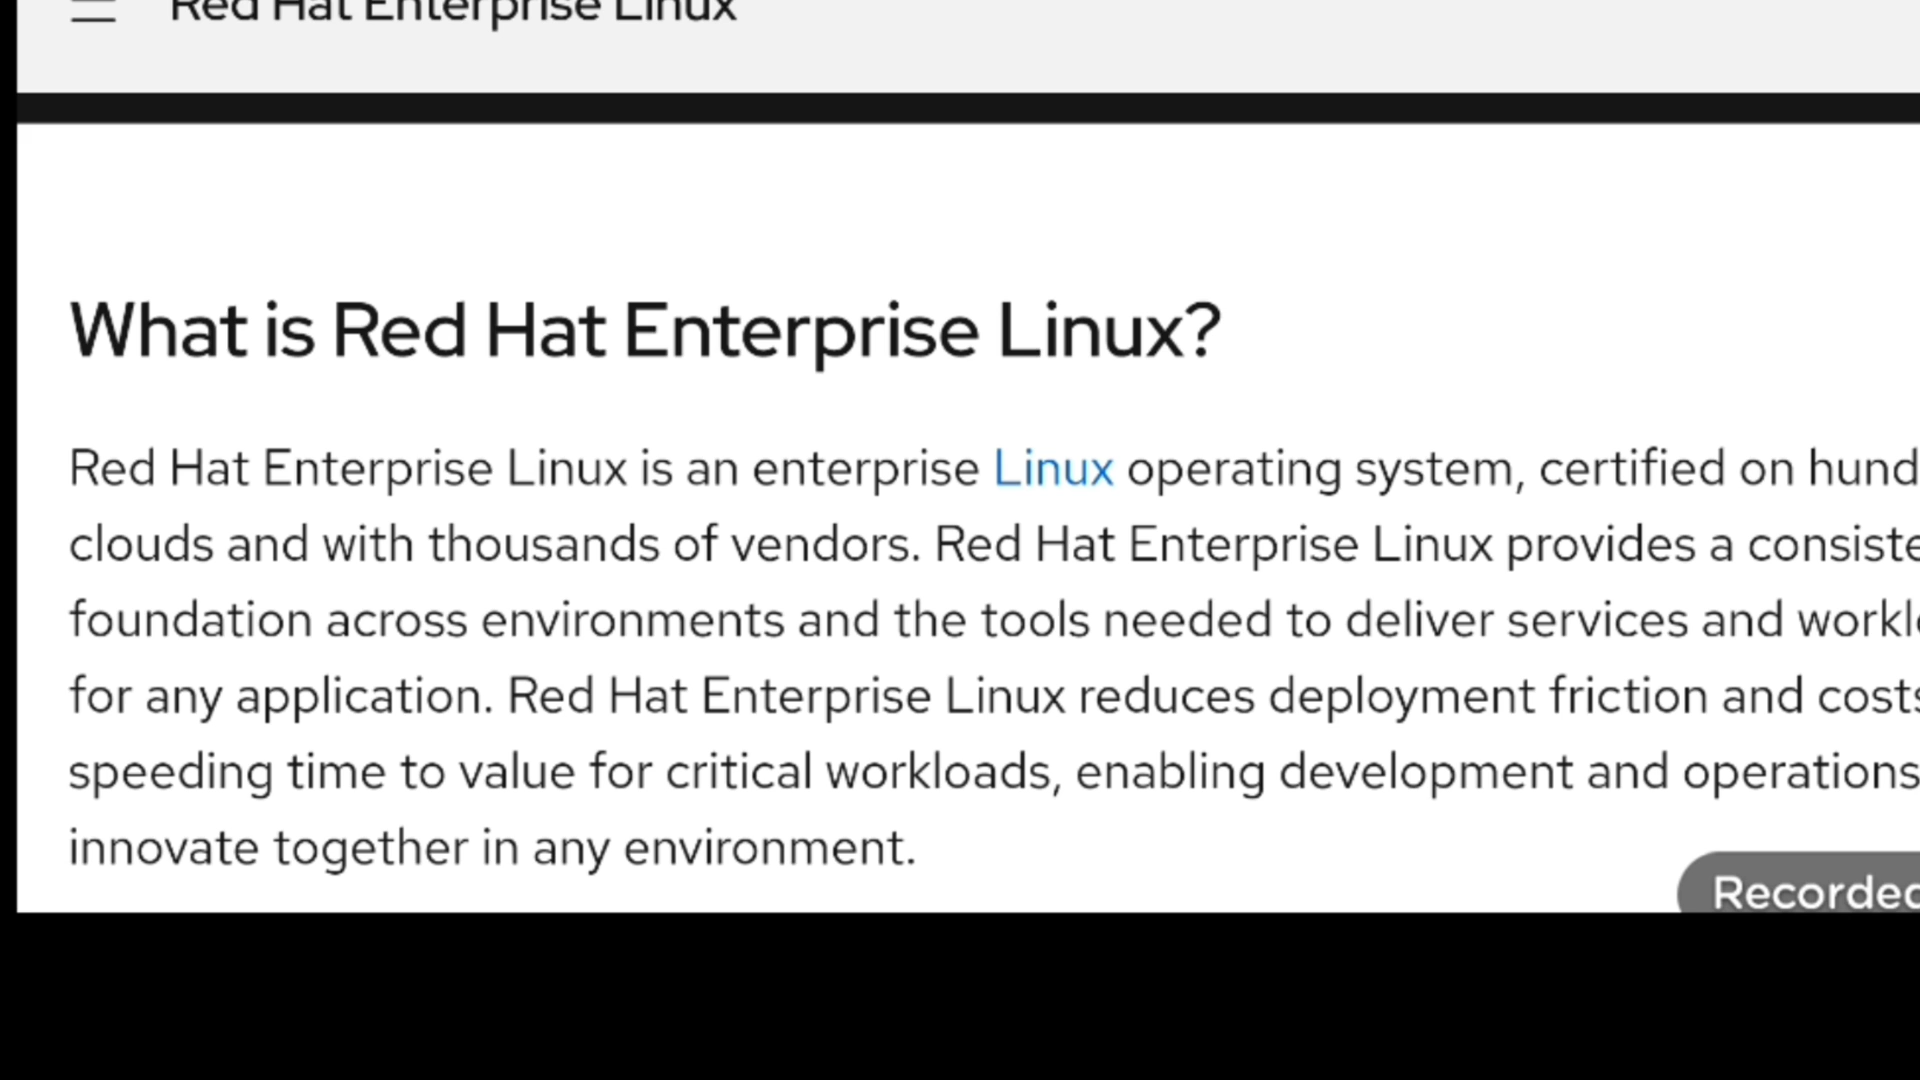 Red Hat Enterprise Linux
What is Red Hat Enterprise Linux?
Red Hat Enterprise Linux is an enterprise Linux operating system, certified on hund
clouds and with thousands of vendors. Red Hat Enterprise Linux provides a consiste
foundation across environments and the tools needed to deliver services and worklo
for any application. Red Hat Enterprise Linux reduces deployment friction and costs
speeding time to value for critical workloads, enabling development and operations
innovate together in any environment.
Recorded